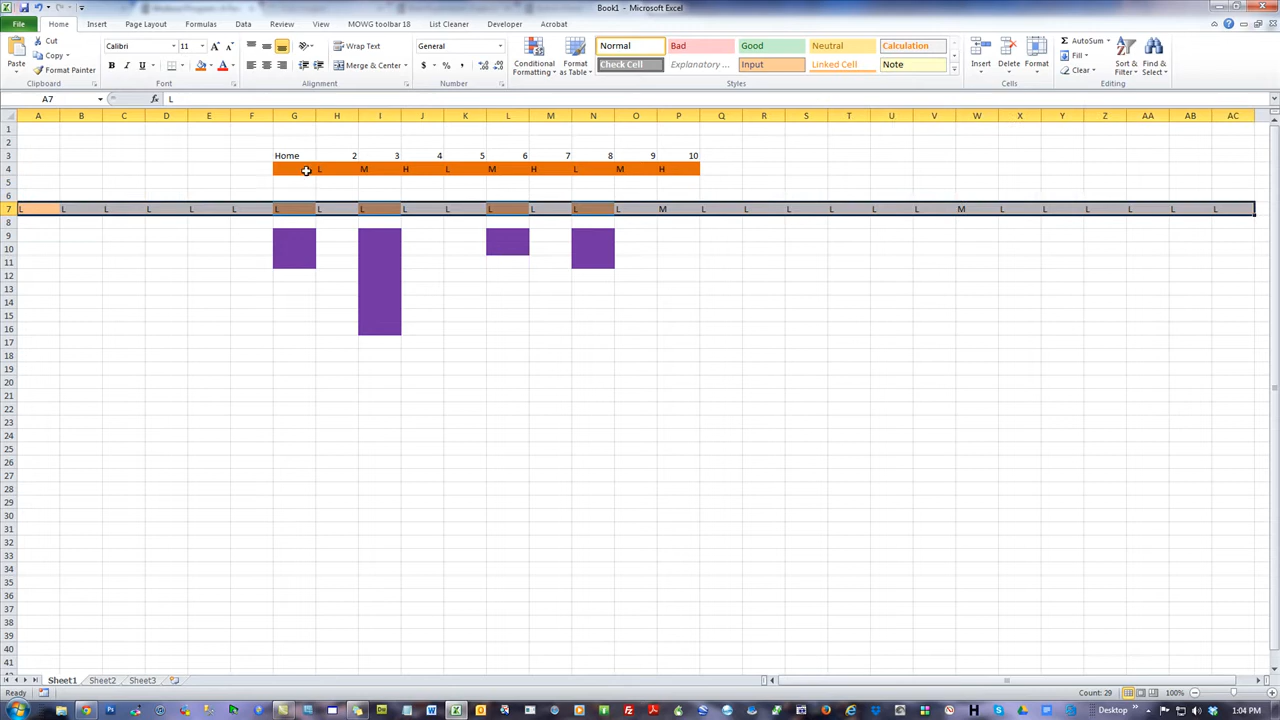 Book1 - Microsoft Excel
File Home Insert Page Layout Formulas Data Review View MOWG toolbar 18 List Cleaner Developer Acrobat
Paste Cut Copy Format Painter Clipboard
Calibri 11 B I U Font
Wrap Text Merge & Center Alignment
General $ % , Number
Conditional Formatting Format as Table
Normal Bad Good Neutral Calculation
Check Cell Explanatory ... Input Linked Cell Note
Styles
Insert Delete Format Cells
AutoSum Fill Clear Sort & Filter Find & Select Editing
A7 fx L
A B C D E F G H I J K L M N O P Q R S T U V W X Y Z AA AB AC
1
2
3 Home 2 3 4 5 6 7 8 9 10
4 L M H L M H L M H
5
6
7 L L L L L L L L L L L L L L L M L L L L L L M L L L L L L
8
9
10
11
12
13
14
15
16
17
18
19
20
21
22
23
24
25
26
27
28
29
30
31
32
33
34
35
36
37
38
39
40
41
Sheet1 Sheet2 Sheet3
Ready Count: 29 100%
Desktop 1:04 PM